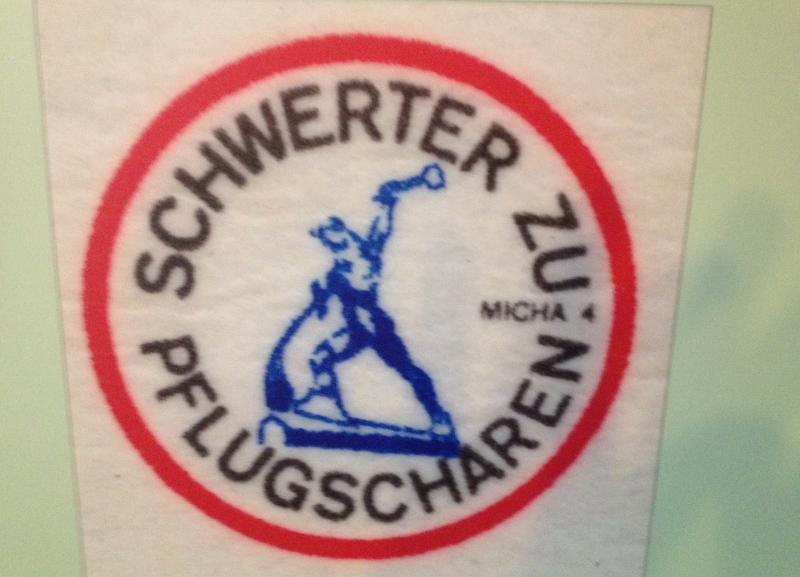 SCHWERTER ZU
MICHA 4
PFLUGSCHAREN